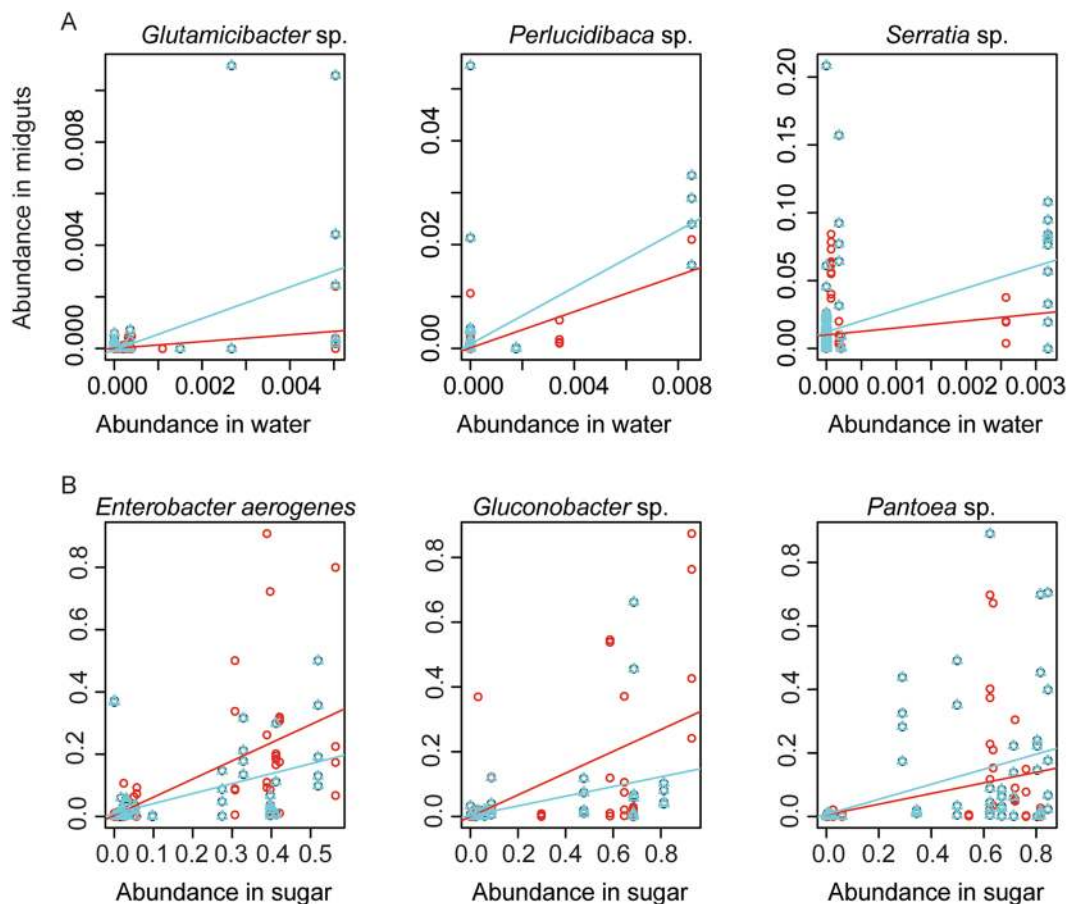 A
Glutamicibacter sp. Perlucidibaca sp. Serratia sp.
Abundance in midguts
0.000 0.004 0.008
0.000 0.002 0.004
Abundance in water
0.00 0.02 0.04
0.000 0.004 0.008
Abundance in water
0.00 0.05 0.10 0.15 0.20
0.000 0.001 0.002 0.003
Abundance in water
B
Enterobacter aerogenes Gluconobacter sp. Pantoea sp.
0.0 0.2 0.4 0.6 0.8
0.0 0.1 0.2 0.3 0.4 0.5
Abundance in sugar
0.0 0.2 0.4 0.6 0.8
0.0 0.2 0.4 0.6 0.8
Abundance in sugar
0.0 0.2 0.4 0.6 0.8
0.0 0.2 0.4 0.6 0.8
Abundance in sugar